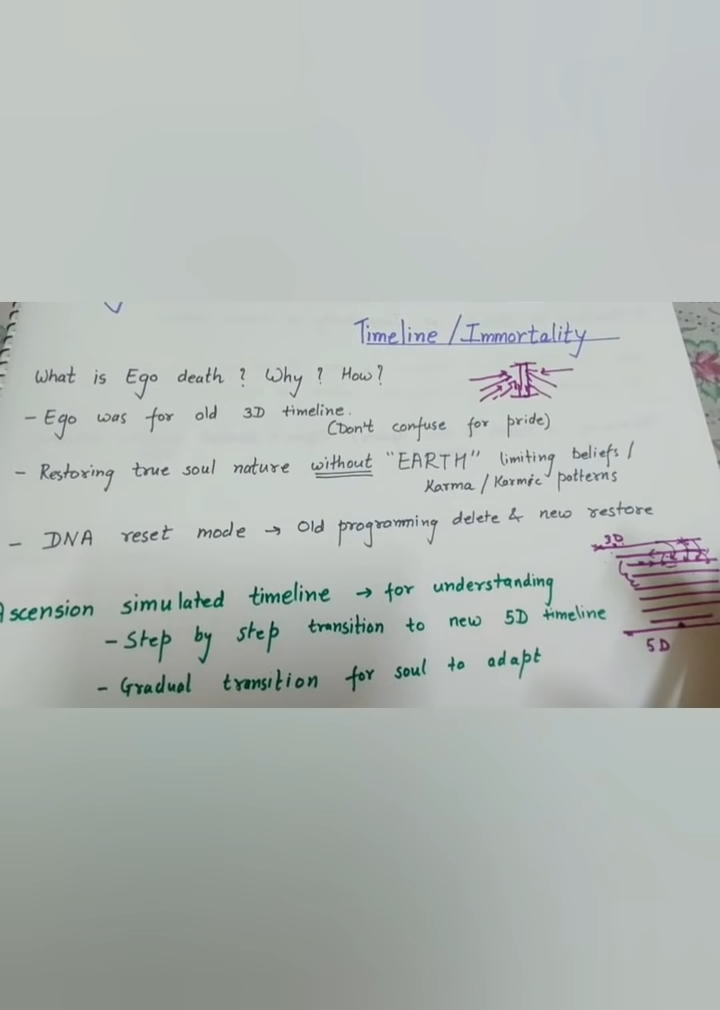 Timeline / Immortality
What is Ego death ? Why ? How ?
- Ego was for old 3D timeline.
(Don't confuse for pride)
- Restoring true soul nature without "EARTH" limiting beliefs /
Karma / Karmic patterns
- DNA reset mode → Old programming delete & new restore
3D
Ascension simulated timeline → for understanding
- Step by step transition to new 5D timeline
5D
- Gradual transition for soul to adapt